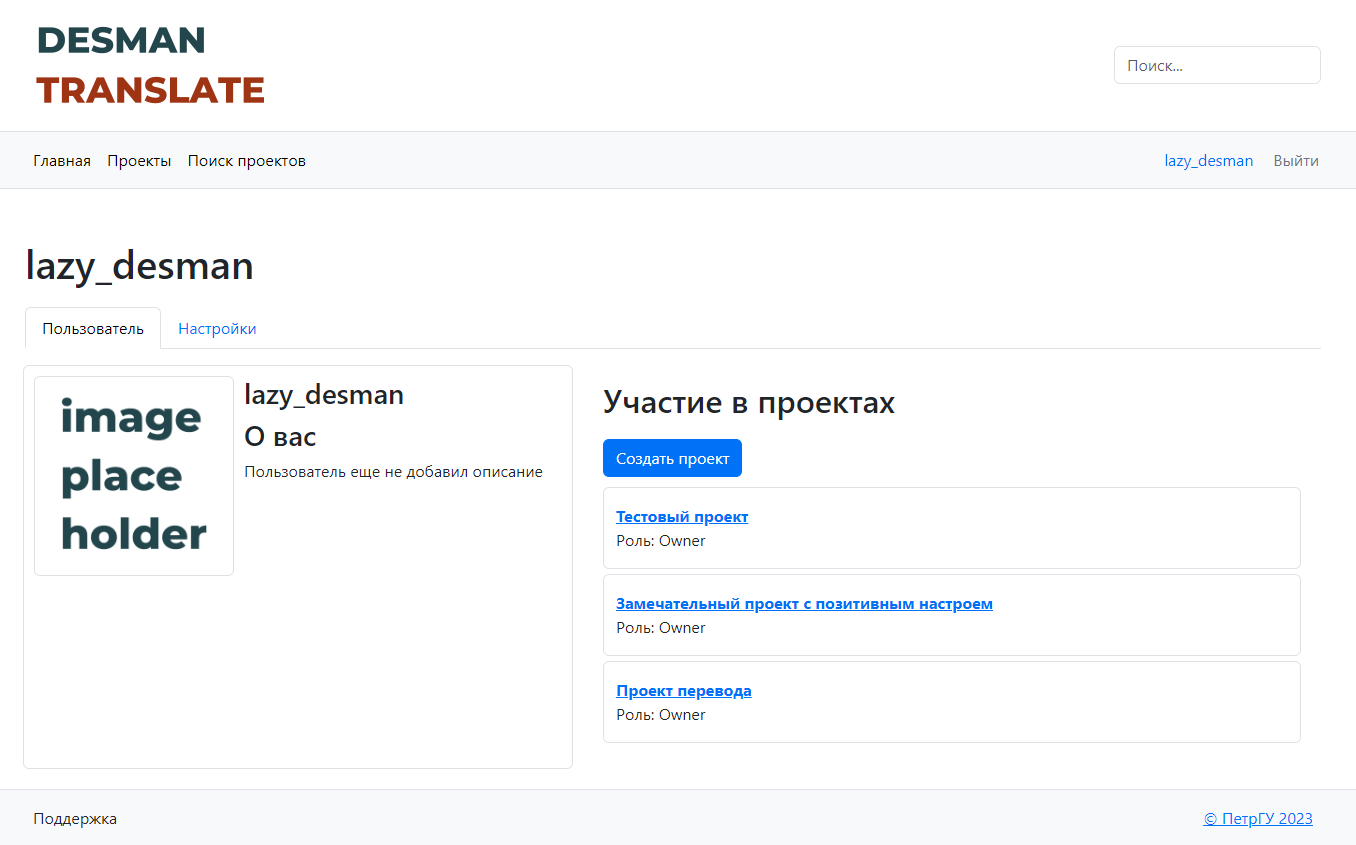 DESMAN
TRANSLATE
Поиск...
Главная Проекты Поиск проектов lazy_desman Выйти
lazy_desman
Пользователь Настройки
image
place
holder
lazy_desman
О вас
Пользователь еще не добавил описание
Участие в проектах
Создать проект
Тестовый проект
Роль: Owner
Замечательный проект с позитивным настроем
Роль: Owner
Проект перевода
Роль: Owner
Поддержка © ПетрГУ 2023